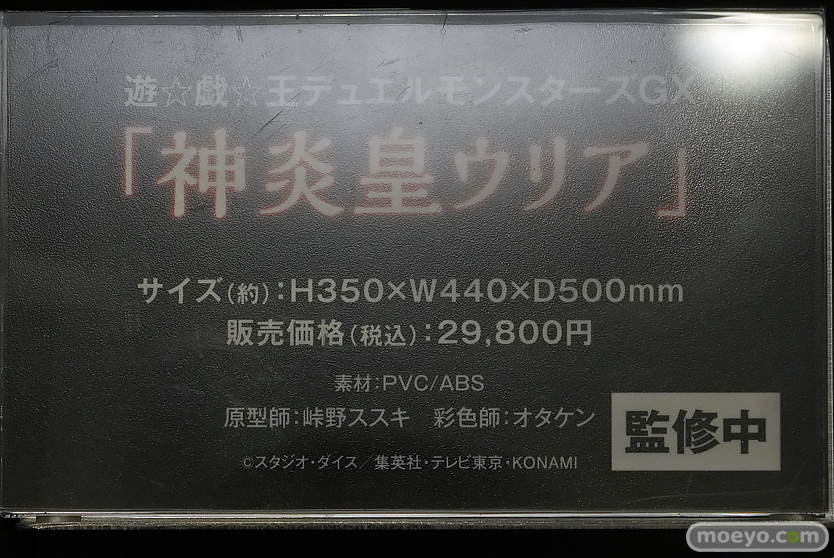 遊☆戯☆王デュエルモンスターズGX
「神炎皇ウリア」
サイズ(約):H350×W440×D500mm
販売価格(税込):29,800円
素材:PVC/ABS
原型師:峠野ススキ　彩色師:オタケン
監修中
©スタジオ・ダイス／集英社・テレビ東京・KONAMI
moeyo.com